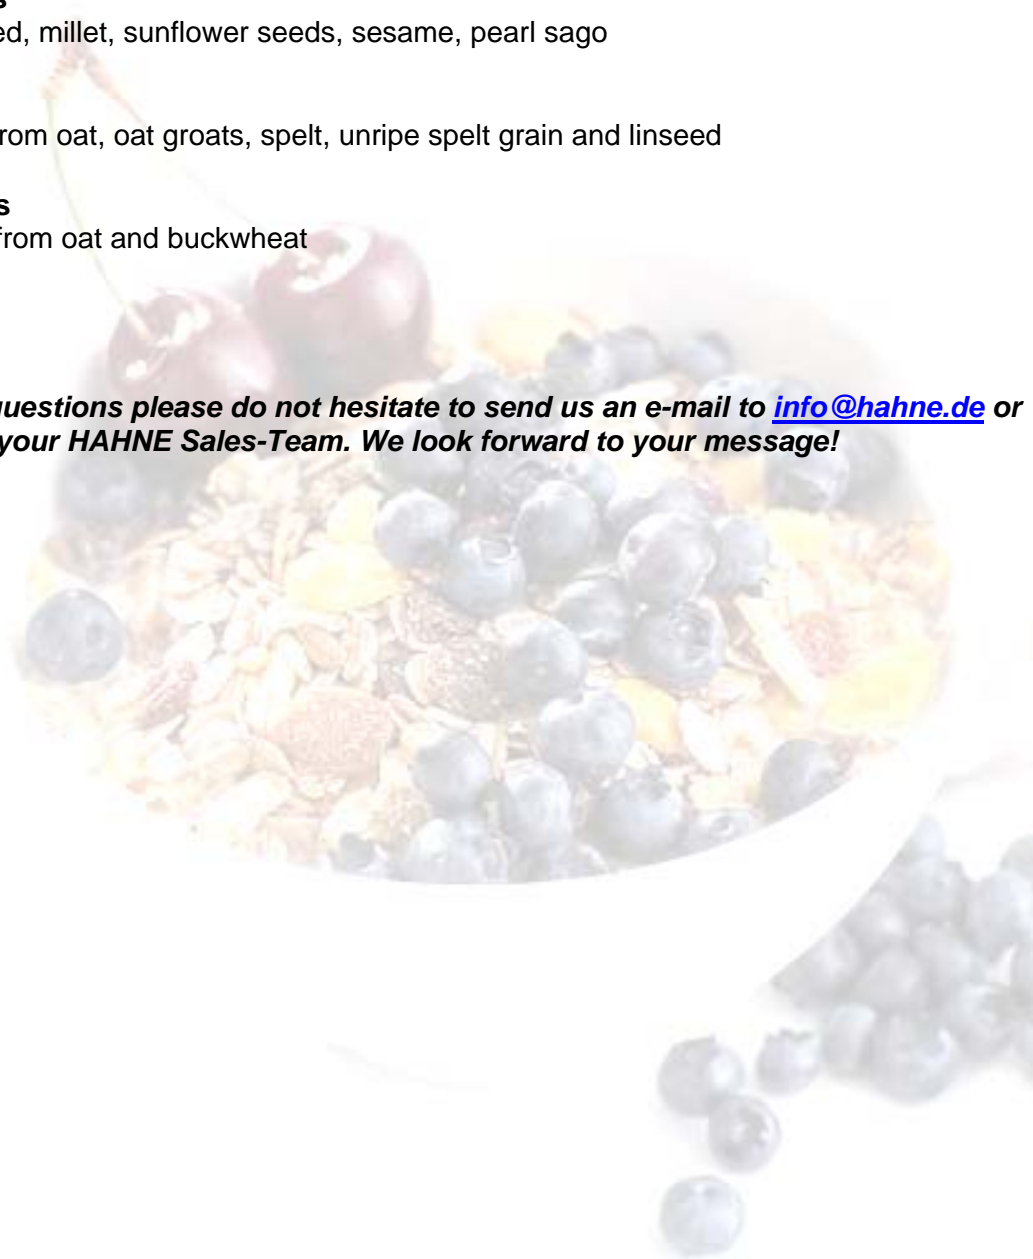 s
ed, millet, sunflower seeds, sesame, pearl sago
rom oat, oat groats, spelt, unripe spelt grain and linseed
s
from oat and buckwheat
questions please do not hesitate to send us an e-mail to info@hahne.de or
your HAHNE Sales-Team. We look forward to your message!